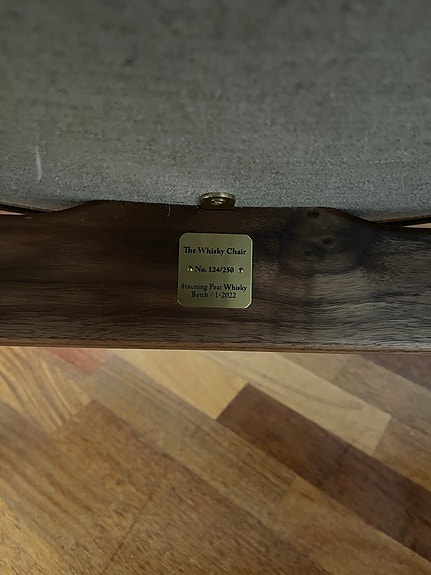 The Whisky Chair
No. 124/250
Stauning Peat Whisky
Batch / 1-2022